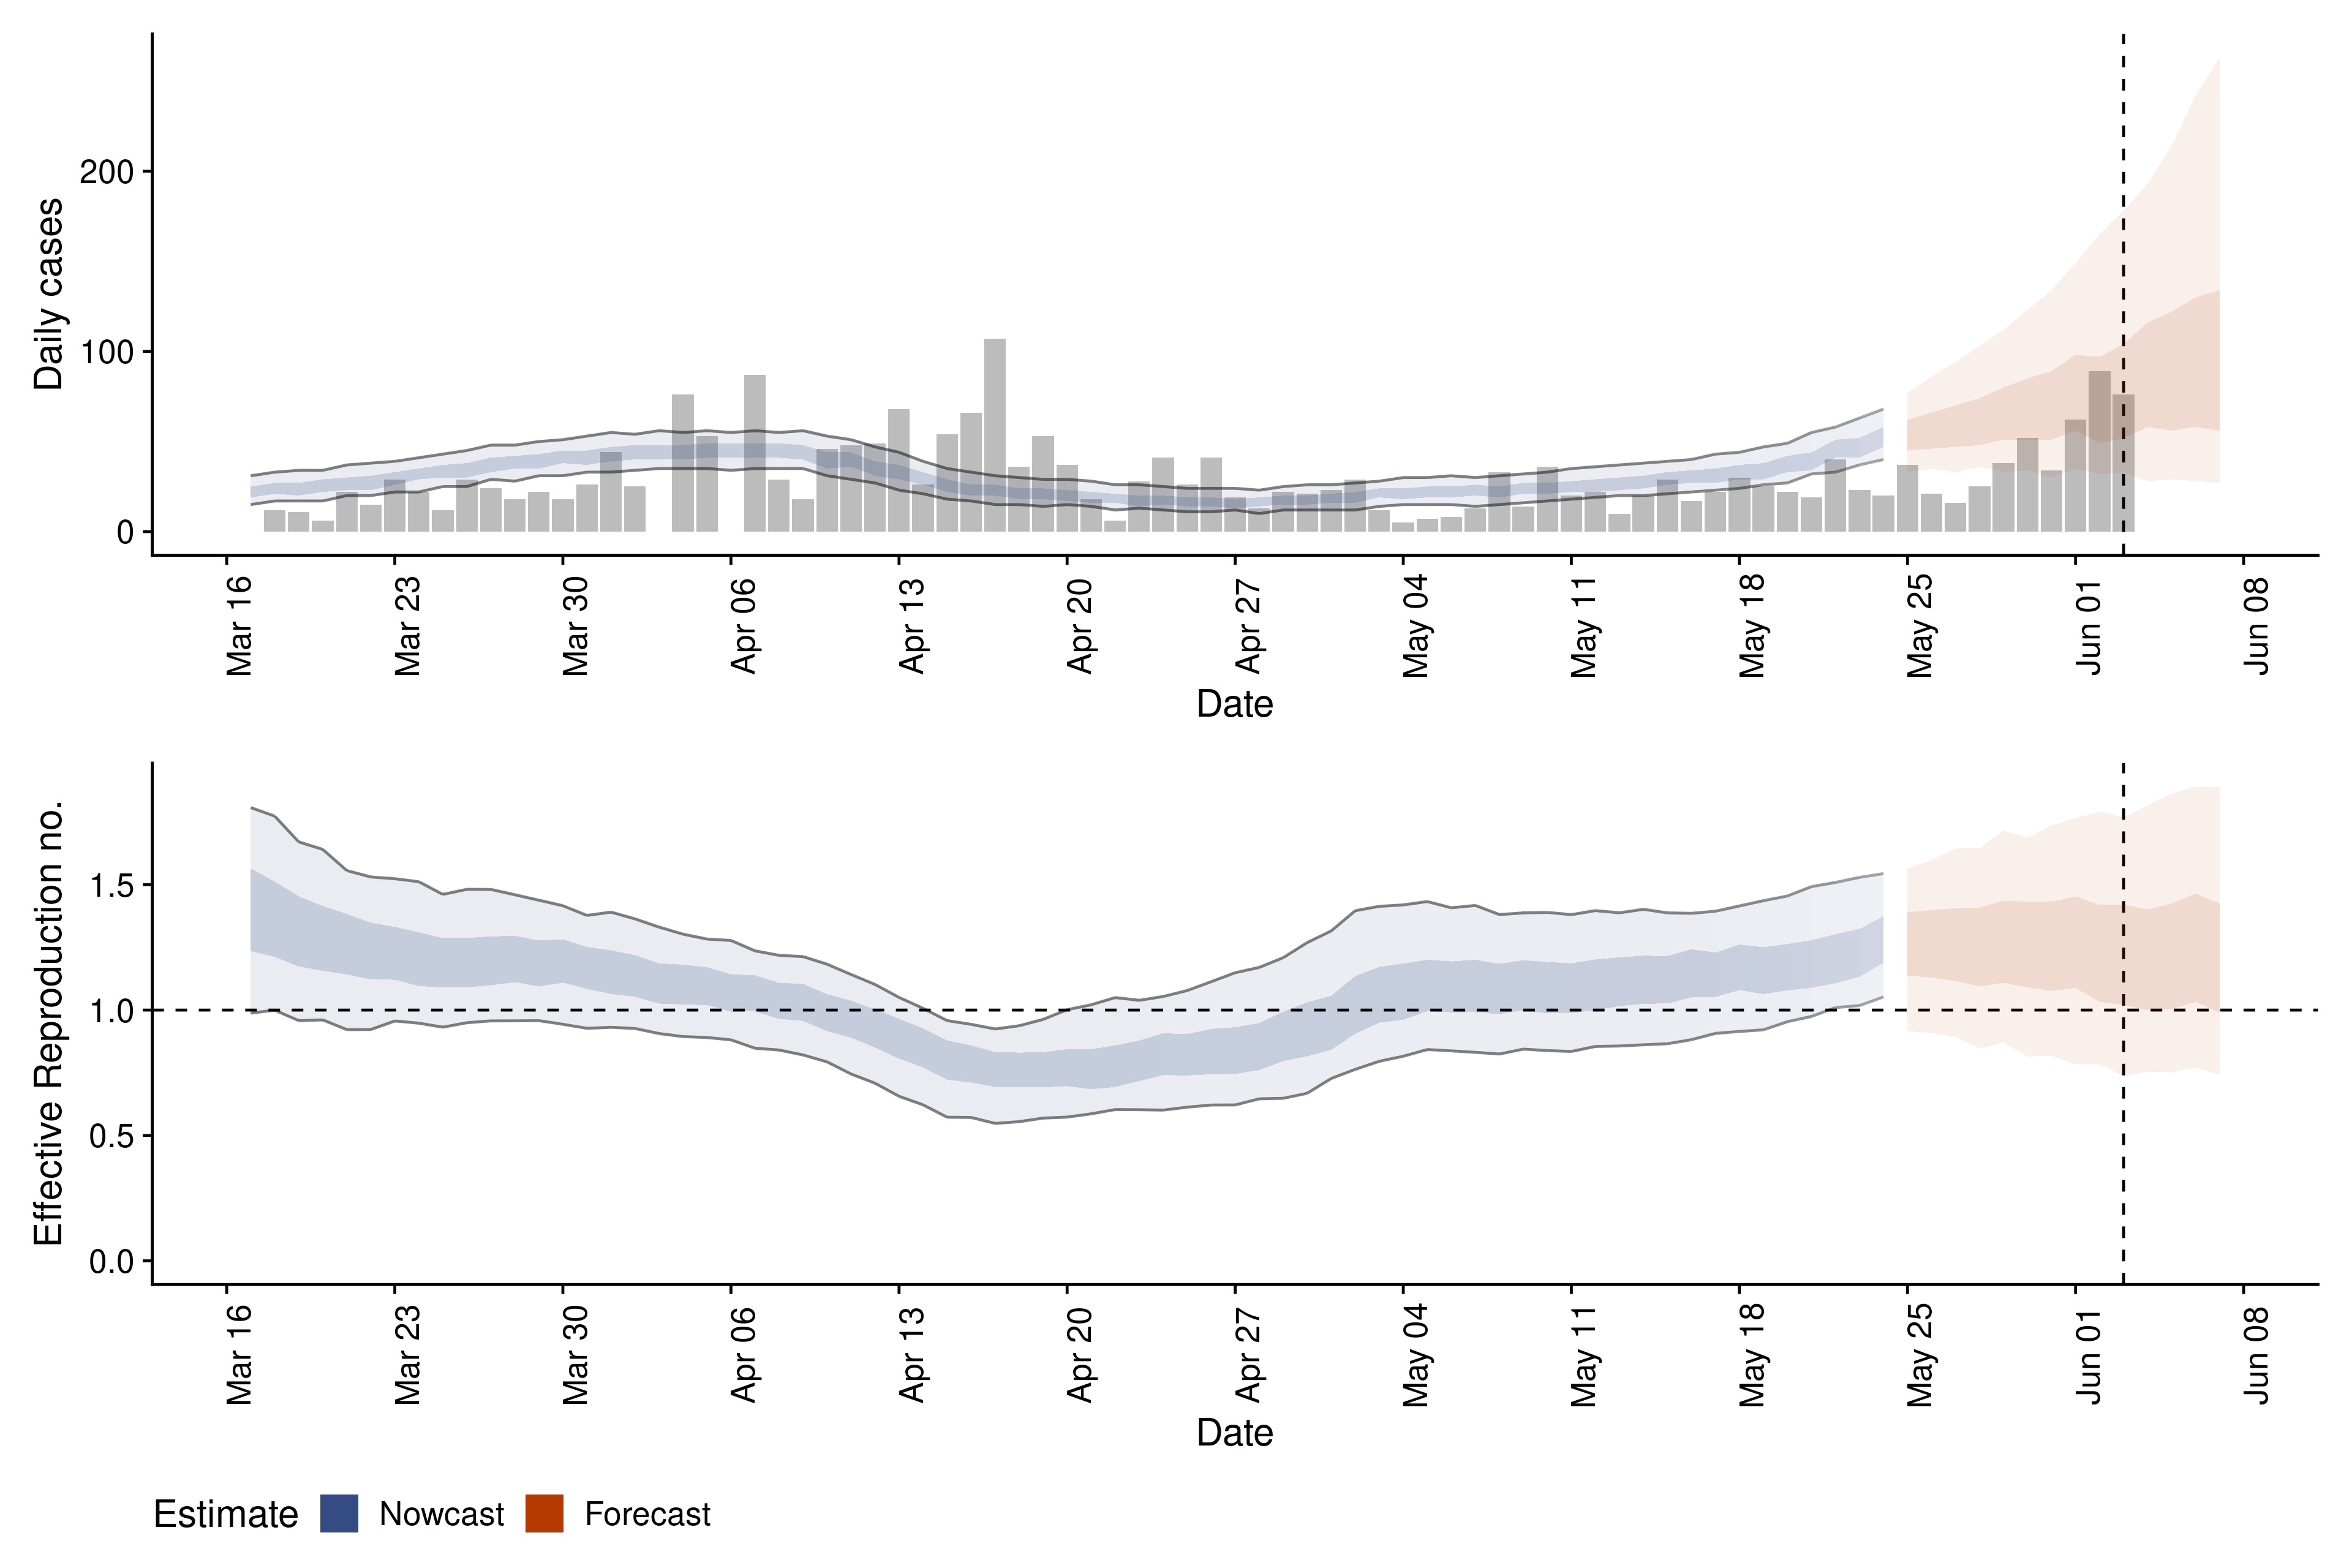 Daily cases
200
100
0
Mar 16
Mar 23
Mar 30
Apr 06
Apr 13
Apr 20
Apr 27
May 04
May 11
May 18
May 25
Jun 01
Jun 08
Date
Effective Reproduction no.
1.5
1.0
0.5
0.0
Mar 16
Mar 23
Mar 30
Apr 06
Apr 13
Apr 20
Apr 27
May 04
May 11
May 18
May 25
Jun 01
Jun 08
Date
Estimate Nowcast Forecast